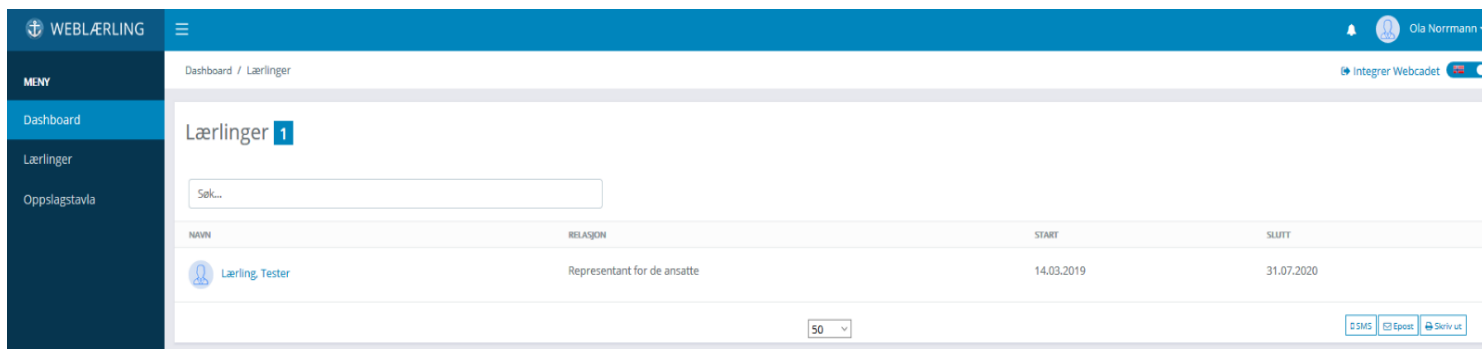 WEBLÆRLING
Ola Norrmann
MENY
Dashboard / Lærlinger
Integrer Webcadet
Dashboard
Lærlinger
Oppslagstavla
Lærlinger 1
Søk...
NAVN RELASJON START SLUTT
Lærling, Tester Representant for de ansatte 14.03.2019 31.07.2020
50
SMS Epost Skriv ut